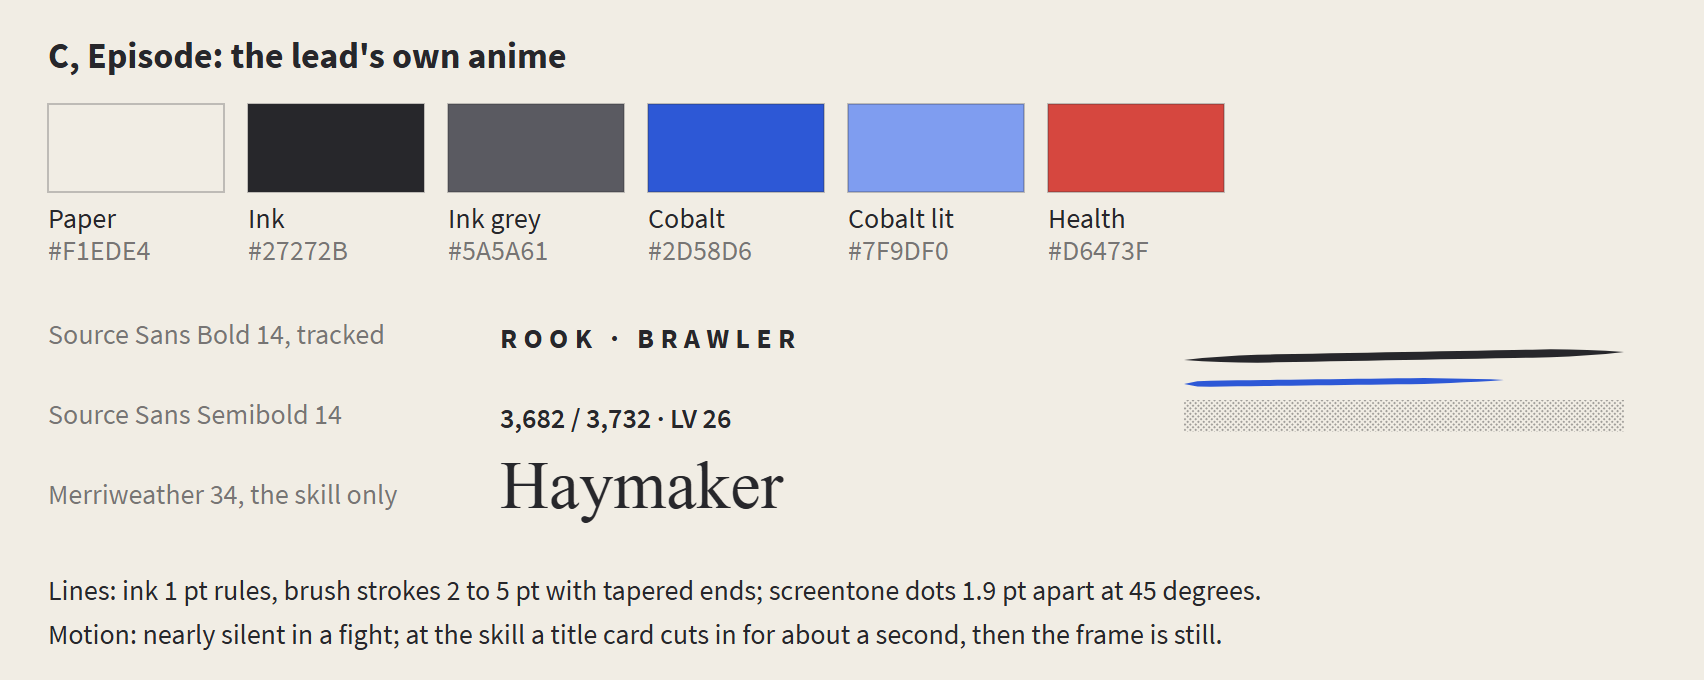 C, Episode: the lead's own anime
Paper
#F1EDE4
Ink
#27272B
Ink grey
#5A5A61
Cobalt
#2D58D6
Cobalt lit
#7F9DF0
Health
#D6473F
Source Sans Bold 14, tracked
ROOK · BRAWLER
Source Sans Semibold 14
3,682 / 3,732 · LV 26
Merriweather 34, the skill only
Haymaker
Lines: ink 1 pt rules, brush strokes 2 to 5 pt with tapered ends; screentone dots 1.9 pt apart at 45 degrees.
Motion: nearly silent in a fight; at the skill a title card cuts in for about a second, then the frame is still.